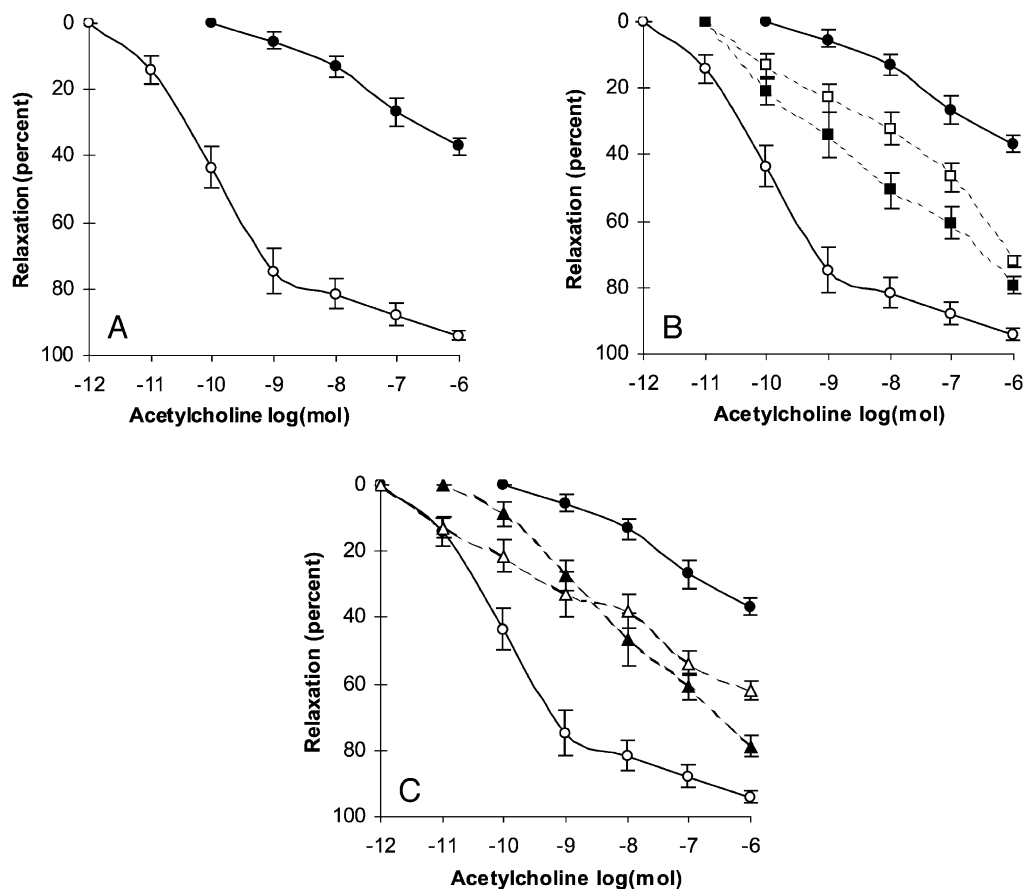 0
20
40
60
80
100
Relaxation (percent)
A
-12 -11 -10 -9 -8 -7 -6
Acetylcholine log(mol)
0
20
40
60
80
100
Relaxation (percent)
B
-12 -11 -10 -9 -8 -7 -6
Acetylcholine log(mol)
0
20
40
60
80
100
Relaxation (percent)
C
-12 -11 -10 -9 -8 -7 -6
Acetylcholine log(mol)